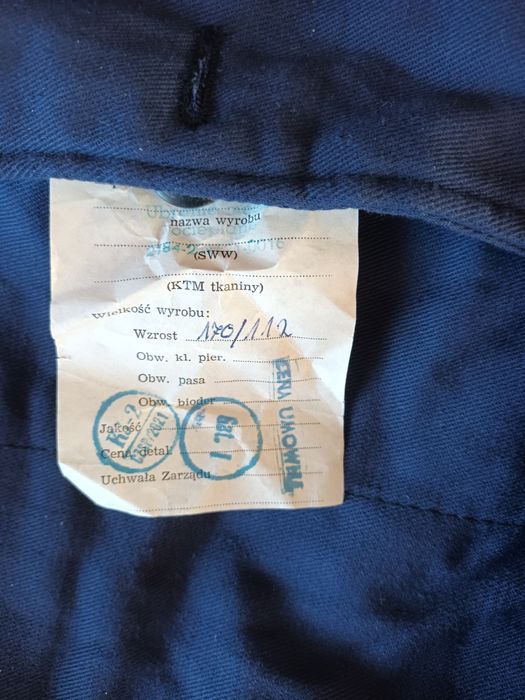 nazwa wyrobu
(SWW)
(KTM tkaniny)
Wielkość wyrobu:
Wzrost 170/112
Obw. kl. pier.
Obw. pasa
Obw. bioder
Jakość
Cena detal.
Uchwała Zarządu
CENA UMOWNA